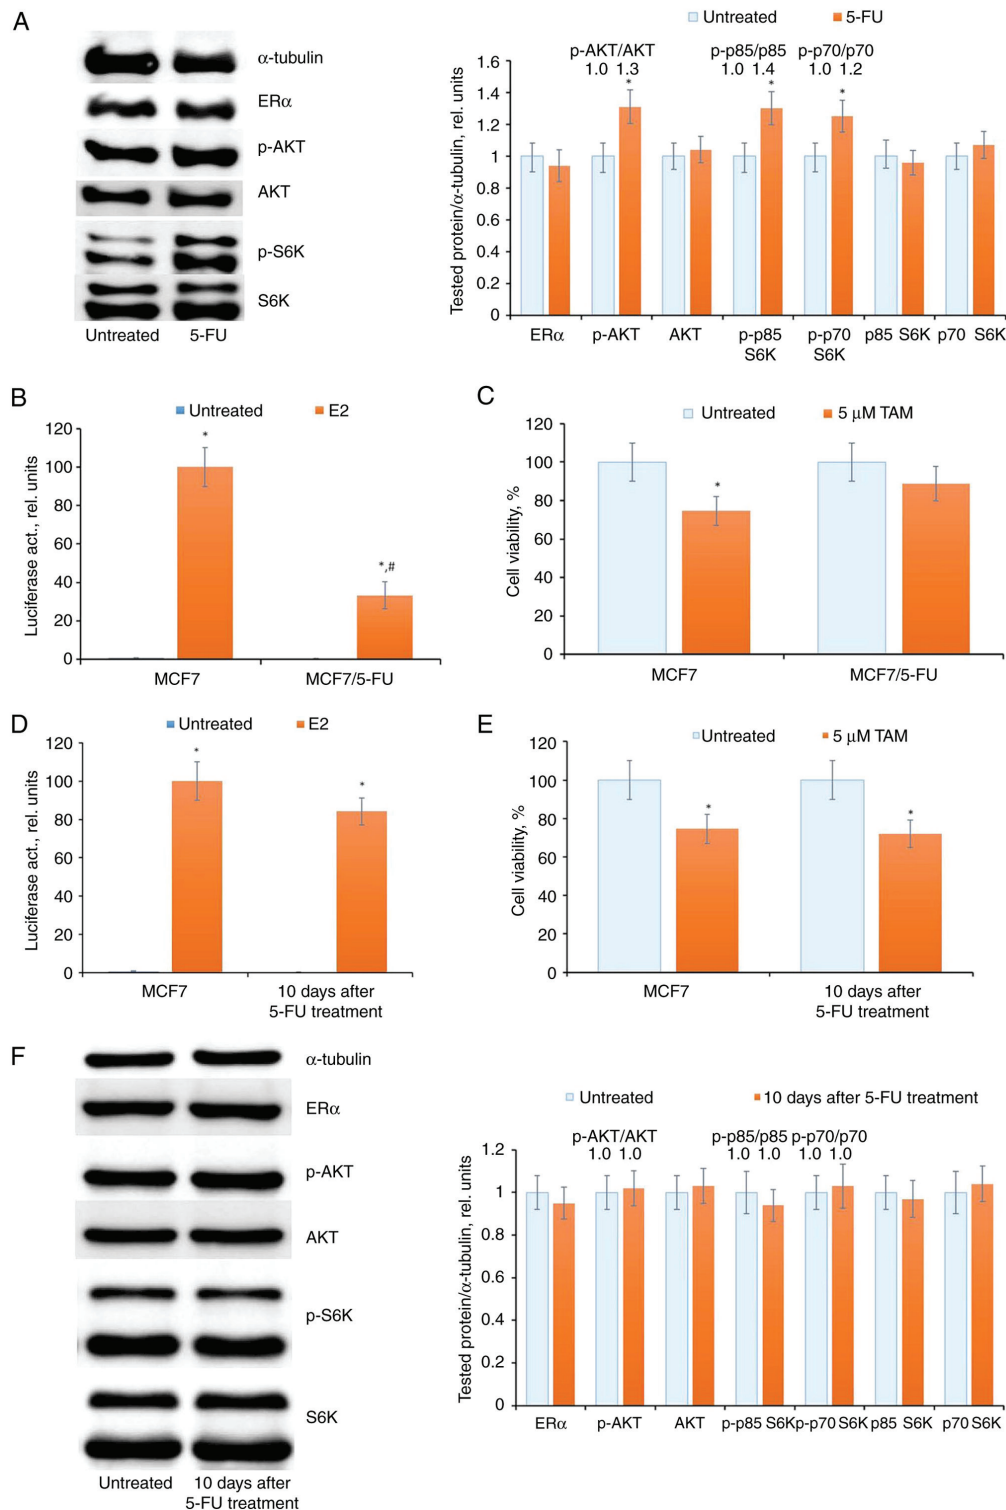 A
α-tubulin
ERα
p-AKT
AKT
p-S6K
S6K
Untreated 5-FU
Untreated 5-FU
p-AKT/AKT p-p85/p85 p-p70/p70
1.0 1.3 1.0 1.4 1.0 1.2
Tested protein/α-tubulin, rel. units
1.6
1.4
1.2
1
0.8
0.6
0.4
0.2
0
* * *
ERα p-AKT AKT p-p85 S6K p-p70 S6K p85 S6K p70 S6K
B
Untreated E2
Luciferase act., rel. units
120
100
80
60
40
20
0
*
*,#
MCF7 MCF7/5-FU
C
Untreated 5 μM TAM
Cell viability, %
120
100
80
60
80
20
0
*
MCF7 MCF7/5-FU
D
Untreated E2
Luciferase act., rel. units
120
100
80
60
40
20
0
* *
MCF7 10 days after
5-FU treatment
E
Untreated 5 μM TAM
Cell viability, %
120
100
80
60
40
20
0
* *
MCF7 10 days after
5-FU treatment
F
α-tubulin
ERα
p-AKT
AKT
p-S6K
S6K
Untreated 10 days after
5-FU treatment
Untreated 10 days after 5-FU treatment
p-AKT/AKT p-p85/p85 p-p70/p70
1.0 1.0 1.0 1.0 1.0 1.0
Tested protein/α-tubulin, rel. units
1.2
1
0.8
0.6
0.4
0.2
0
ERα p-AKT AKT p-p85 S6K p-p70 S6K p85 S6K p70 S6K